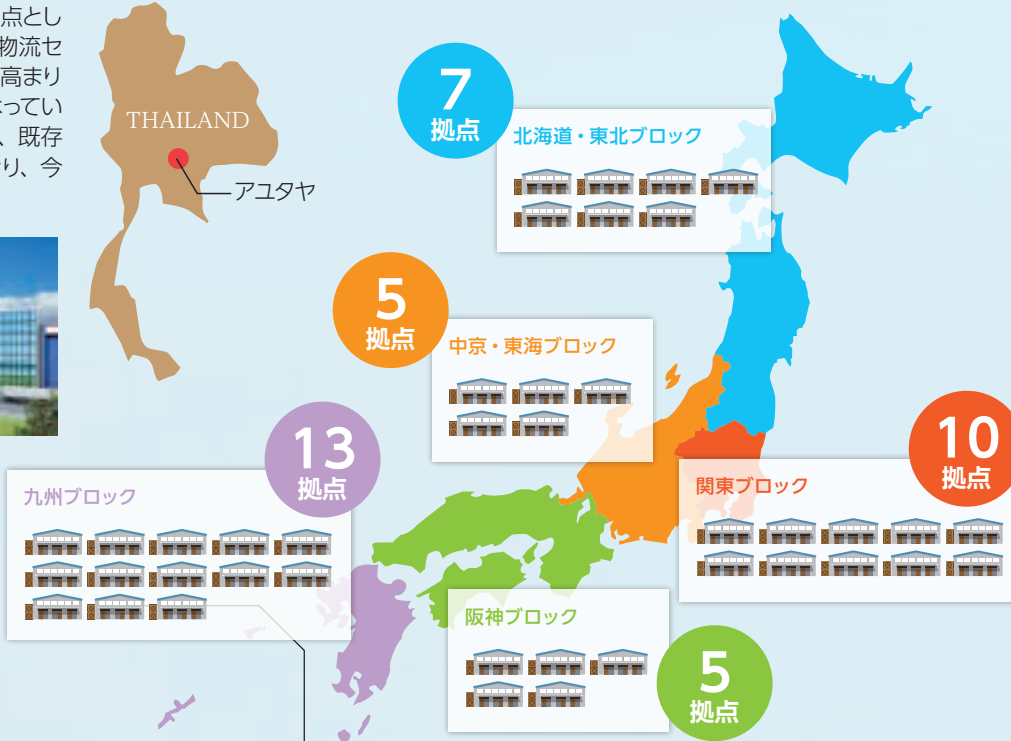 点とし
物流セ
高まり
なってい
、既存
り、今
THAILAND
アユタヤ
7
拠点
北海道・東北ブロック
5
拠点
中京・東海ブロック
13
拠点
九州ブロック
10
拠点
関東ブロック
阪神ブロック
5
拠点